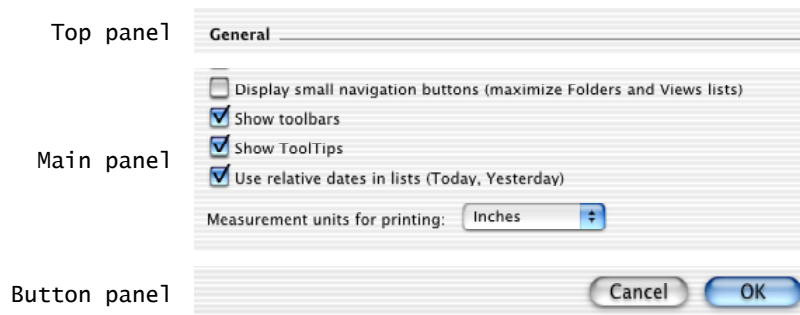 Top panel
General
Display small navigation buttons (maximize Folders and Views lists)
Show toolbars
Show ToolTips
Main panel
Use relative dates in lists (Today, Yesterday)
Measurement units for printing: Inches
Button panel
Cancel OK